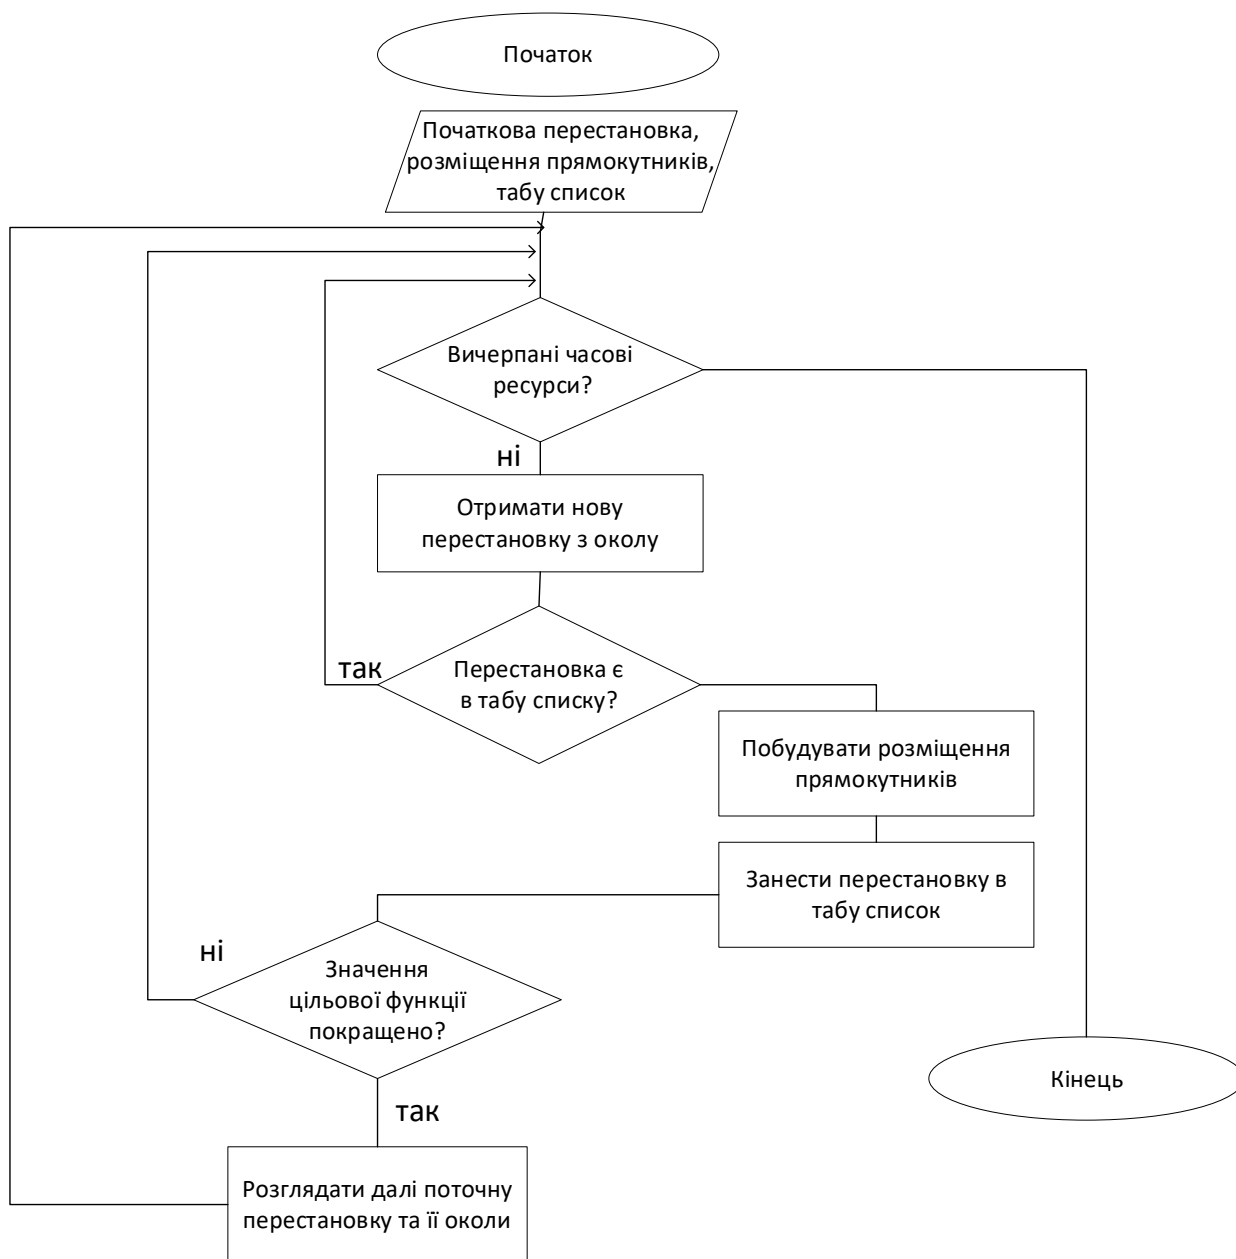 Початок
Початкова перестановка,
розміщення прямокутників,
табу список
Вичерпані часові
ресурси?
ні
Отримати нову
перестановку з околу
так
Перестановка є
в табу списку?
Побудувати розміщення
прямокутників
Занести перестановку в
табу список
ні
Значення
цільової функції
покращено?
Кінець
так
Розглядати далі поточну
перестановку та її околи